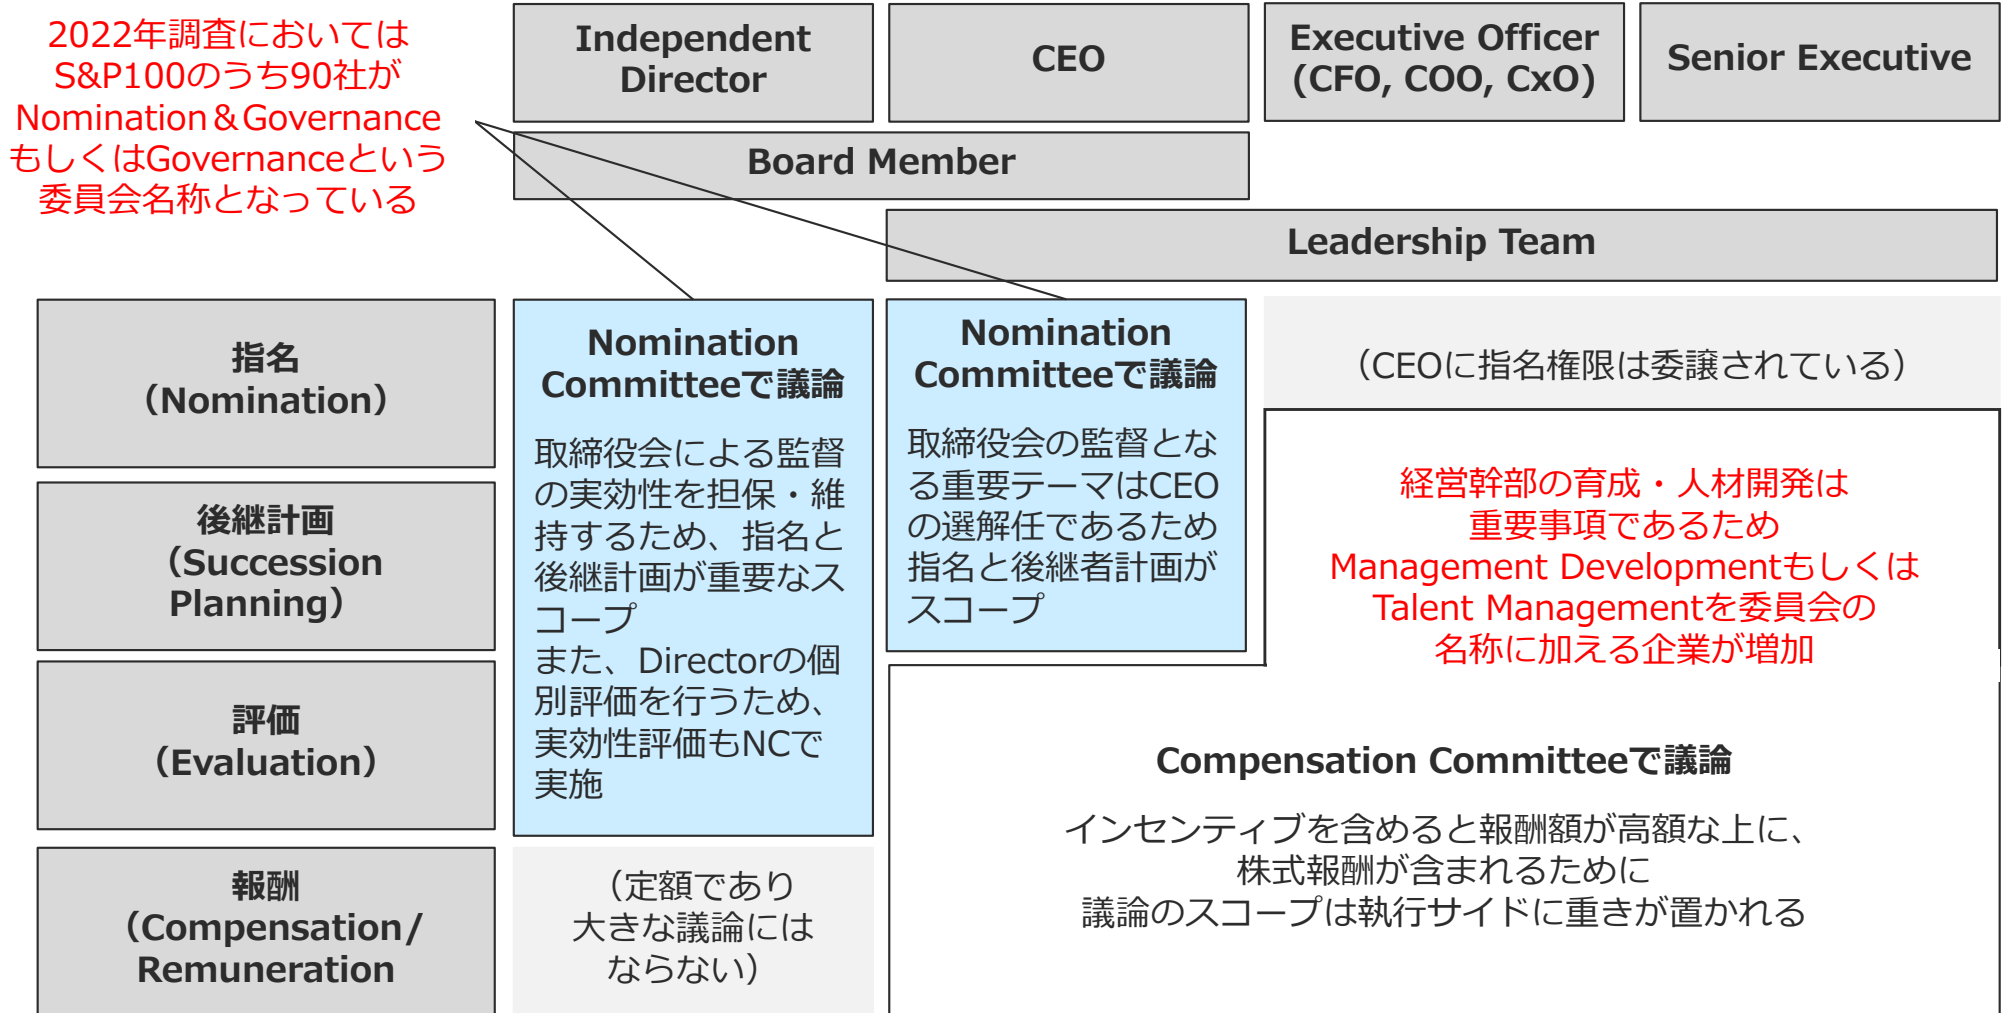 2022年調査においては
S&P100のうち90社が
Nomination＆Governance
もしくはGovernanceという
委員会名称となっている
Independent
Director
CEO
Executive Officer
(CFO, COO, CxO)
Senior Executive
Board Member
Leadership Team
指名
（Nomination）
後継計画
（Succession
Planning）
評価
（Evaluation）
報酬
（Compensation/
Remuneration
Nomination
Committeeで議論
取締役会による監督
の実効性を担保・維
持するため、指名と
後継計画が重要なス
コープ
また、Directorの個
別評価を行うため、
実効性評価もNCで
実施
（定額であり
大きな議論には
ならない）
Nomination
Committeeで議論
取締役会の監督とな
る重要テーマはCEO
の選解任であるため
指名と後継者計画が
スコープ
（CEOに指名権限は委譲されている）
経営幹部の育成・人材開発は
重要事項であるため
Management Developmentもしくは
Talent Managementを委員会の
名称に加える企業が増加
Compensation Committeeで議論
インセンティブを含めると報酬額が高額な上に、
株式報酬が含まれるために
議論のスコープは執行サイドに重きが置かれる